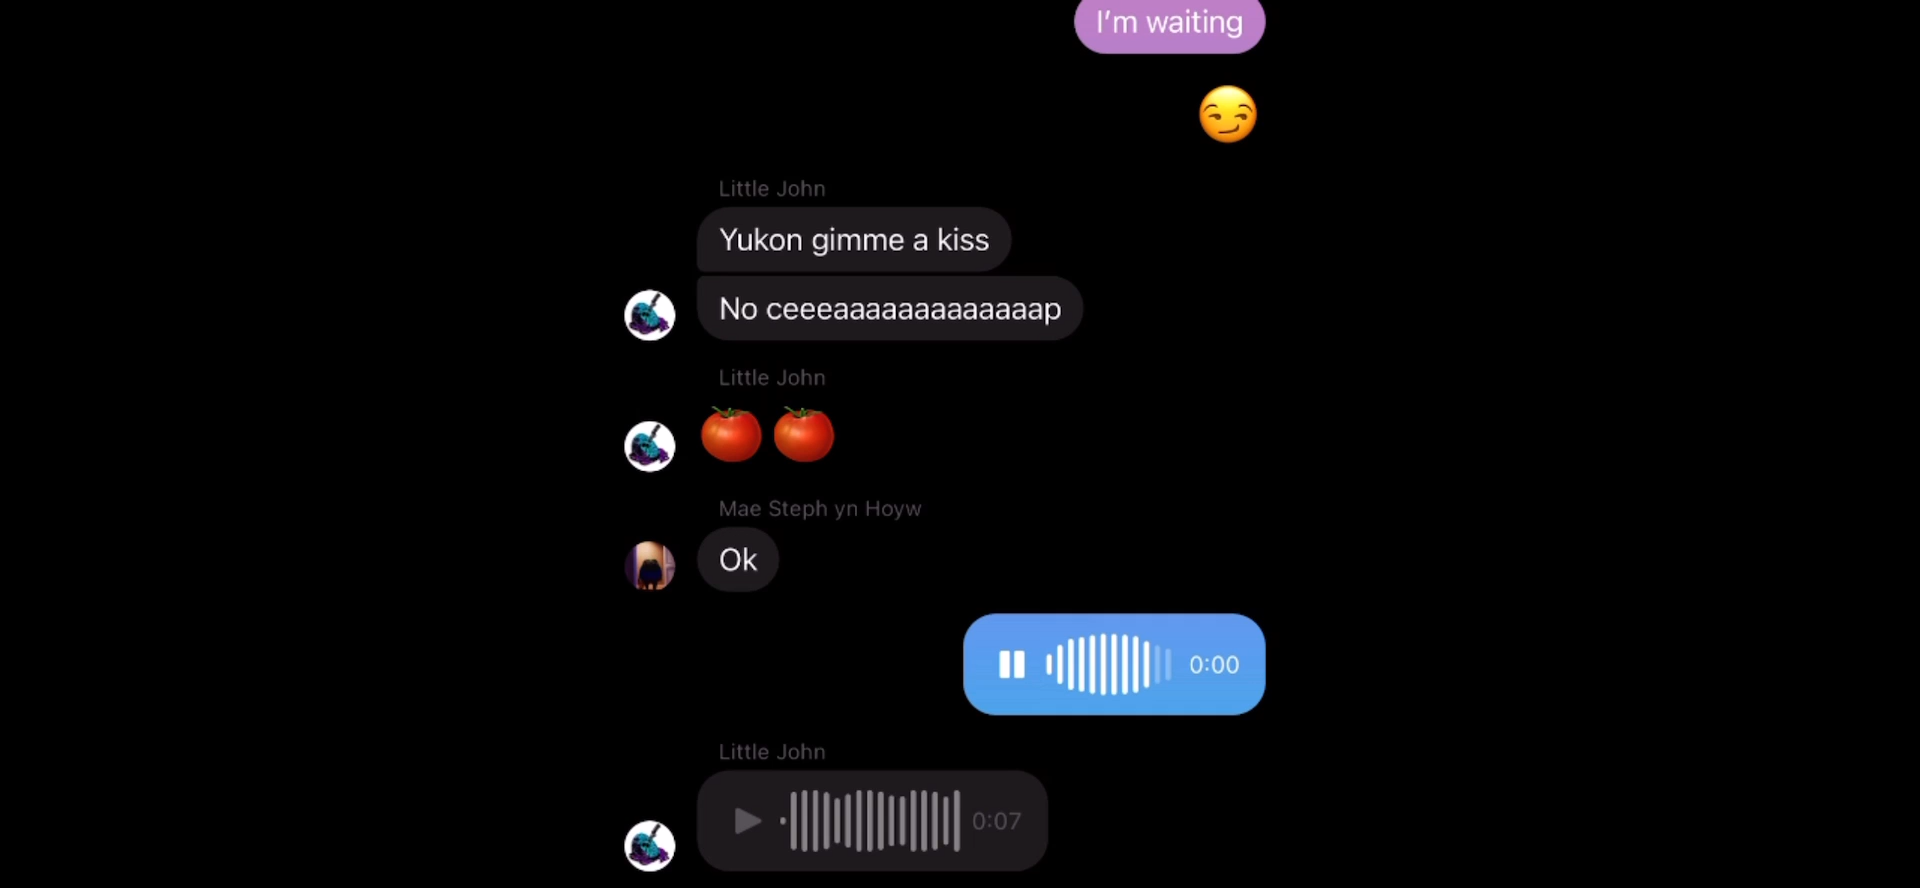 I'm waiting
😏
Little John
Yukon gimme a kiss
No ceeeaaaaaaaaaaaaap
Little John
🍅 🍅
Mae Steph yn Hoyw
Ok
0:00
Little John
0:07